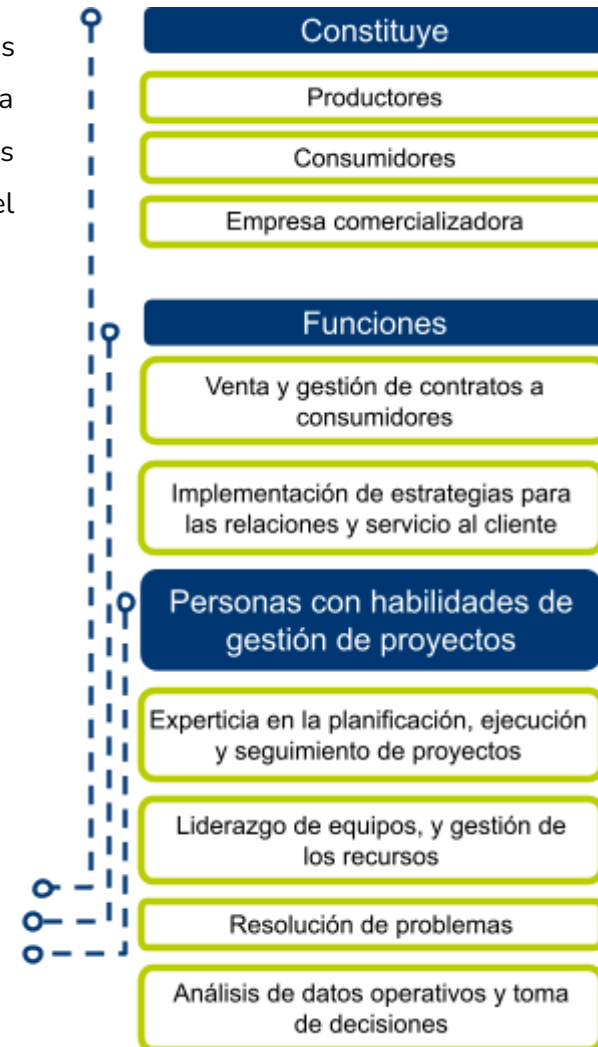 s
a
s
el
Constituye
Productores
Consumidores
Empresa comercializadora
Funciones
Venta y gestión de contratos a
consumidores
Implementación de estrategias para
las relaciones y servicio al cliente
Personas con habilidades de
gestión de proyectos
Experticia en la planificación, ejecución
y seguimiento de proyectos
Liderazgo de equipos, y gestión de
los recursos
Resolución de problemas
Análisis de datos operativos y toma
de decisiones